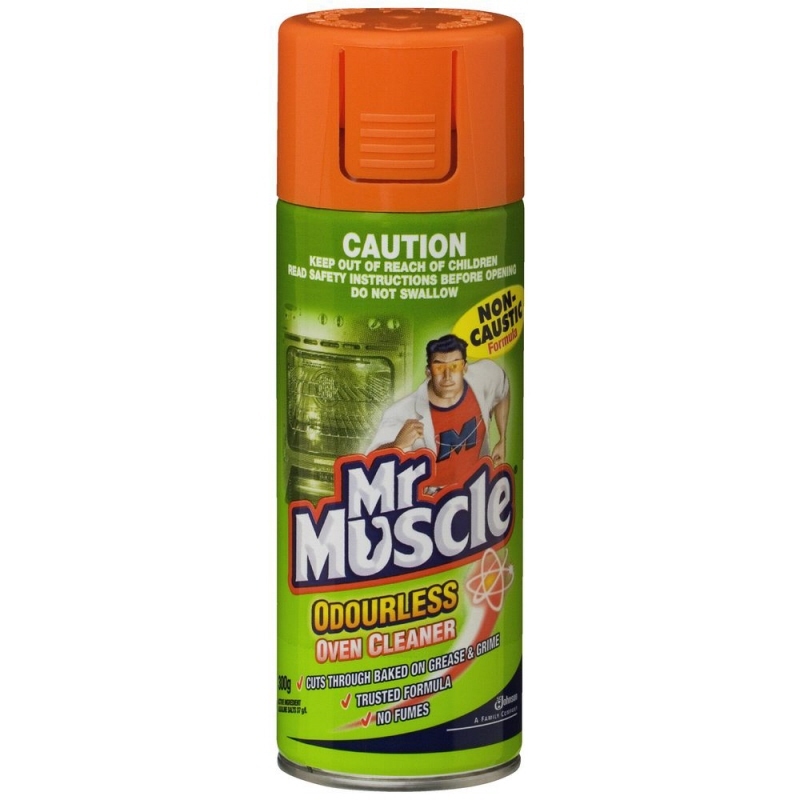 CAUTION
KEEP OUT OF REACH OF CHILDREN
READ SAFETY INSTRUCTIONS BEFORE OPENING
DO NOT SWALLOW
NON-
CAUSTIC
Formula
M
Mr
Muscle
ODOURLESS
OVEN CLEANER
300g
CUTS THROUGH BAKED ON GREASE & GRIME
TRUSTED FORMULA
NO FUMES
Johnson
A FAMILY COMPANY